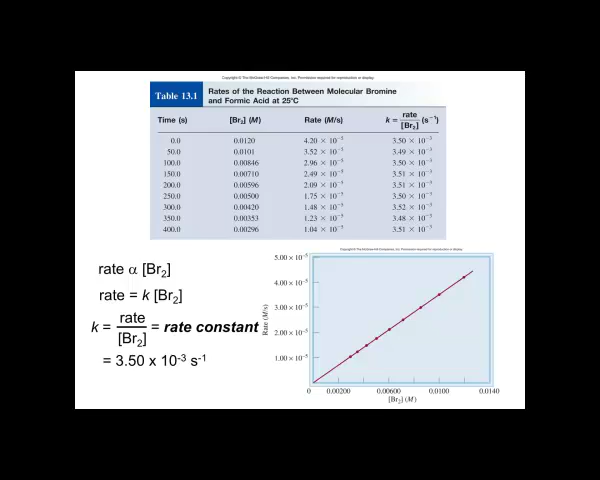 Copyright © The McGraw-Hill Companies, Inc. Permission required for reproduction or display.
Table 13.1 Rates of the Reaction Between Molecular Bromine and Formic Acid at 25°C
Time (s) [Br₂] (M) Rate (M/s) k = rate/[Br₂] (s⁻¹)
0.0 0.0120 4.20 × 10⁻⁵ 3.50 × 10⁻³
50.0 0.0101 3.52 × 10⁻⁵ 3.49 × 10⁻³
100.0 0.00846 2.96 × 10⁻⁵ 3.50 × 10⁻³
150.0 0.00710 2.49 × 10⁻⁵ 3.51 × 10⁻³
200.0 0.00596 2.09 × 10⁻⁵ 3.51 × 10⁻³
250.0 0.00500 1.75 × 10⁻⁵ 3.50 × 10⁻³
300.0 0.00420 1.48 × 10⁻⁵ 3.52 × 10⁻³
350.0 0.00353 1.23 × 10⁻⁵ 3.48 × 10⁻³
400.0 0.00296 1.04 × 10⁻⁵ 3.51 × 10⁻³
rate α [Br₂]
rate = k [Br₂]
k = rate/[Br₂] = rate constant
= 3.50 x 10⁻³ s⁻¹
Copyright © The McGraw-Hill Companies, Inc. Permission required for reproduction or display.
5.00 × 10⁻⁵
4.00 × 10⁻⁵
3.00 × 10⁻⁵
2.00 × 10⁻⁵
1.00 × 10⁻⁵
Rate (M/s)
0 0.00200 0.00600 0.0100 0.0140
[Br₂] (M)